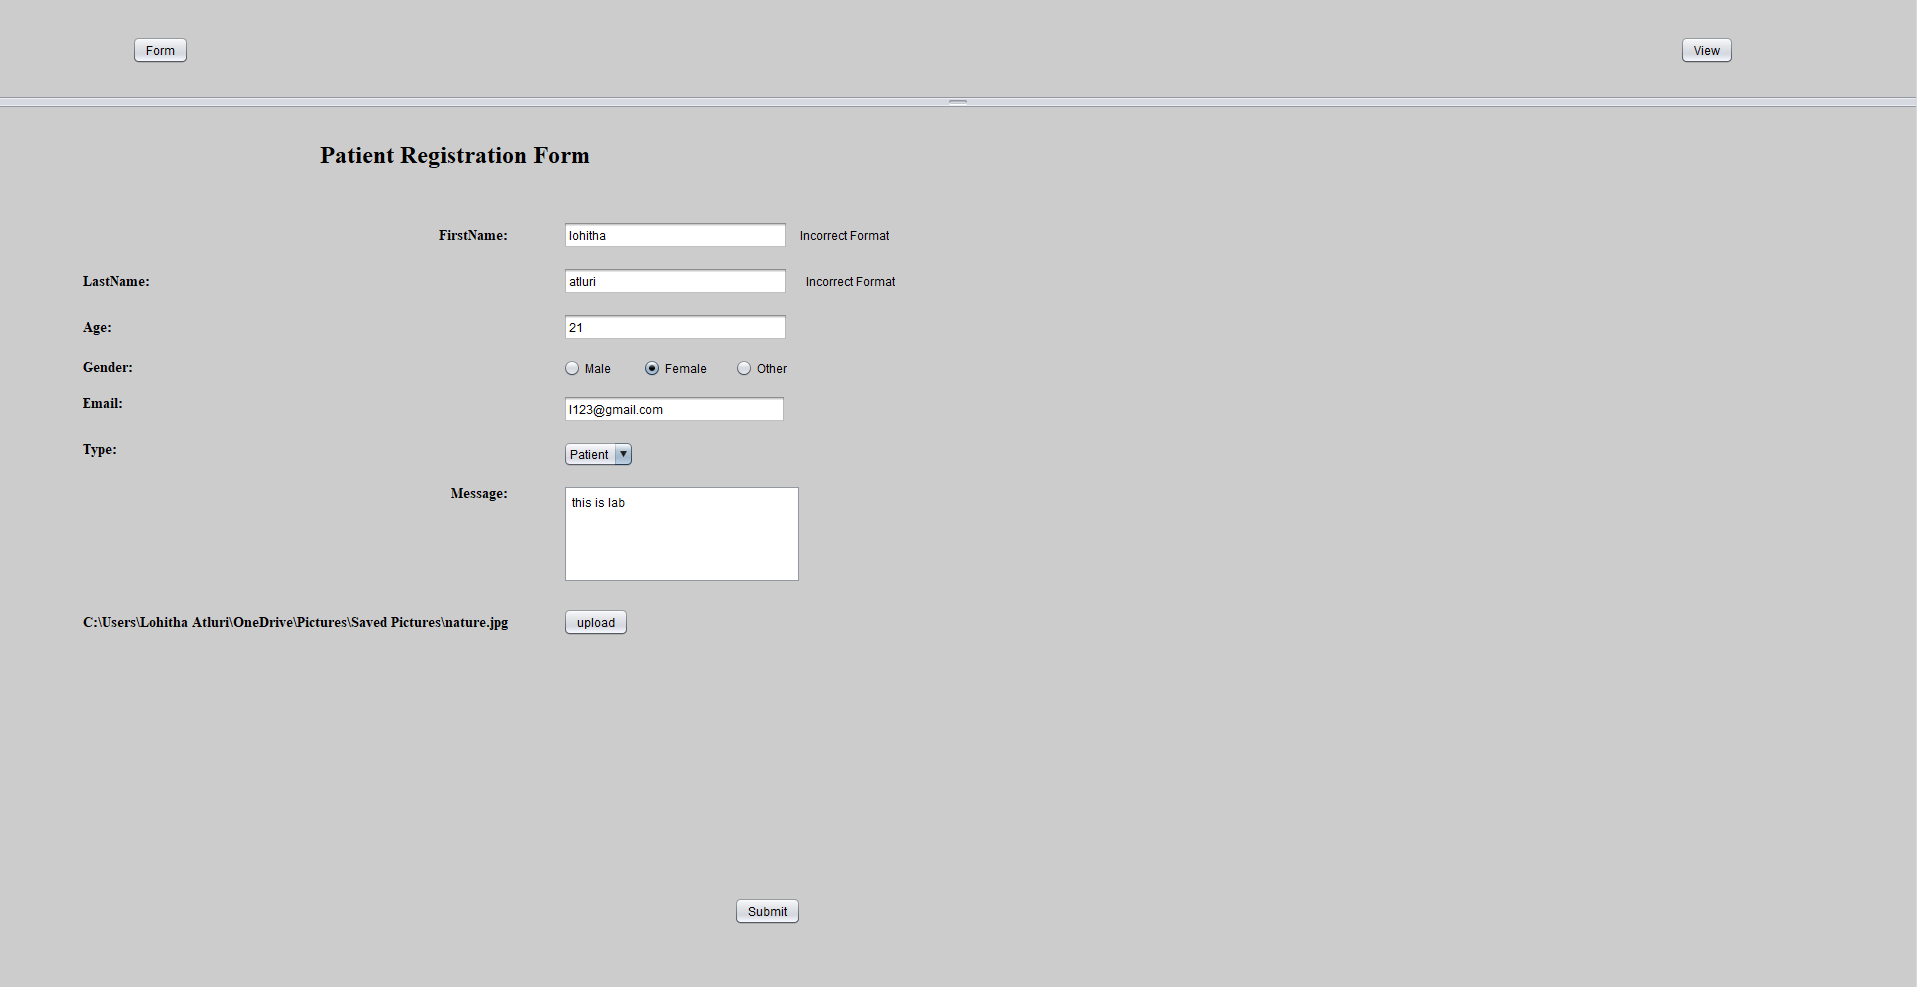 Form View
Patient Registration Form
FirstName: lohitha Incorrect Format
LastName: atluri Incorrect Format
Age: 21
Gender: Male Female Other
Email: l123@gmail.com
Type: Patient
Message: this is lab
C:\Users\Lohitha Atluri\OneDrive\Pictures\Saved Pictures\nature.jpg upload
Submit